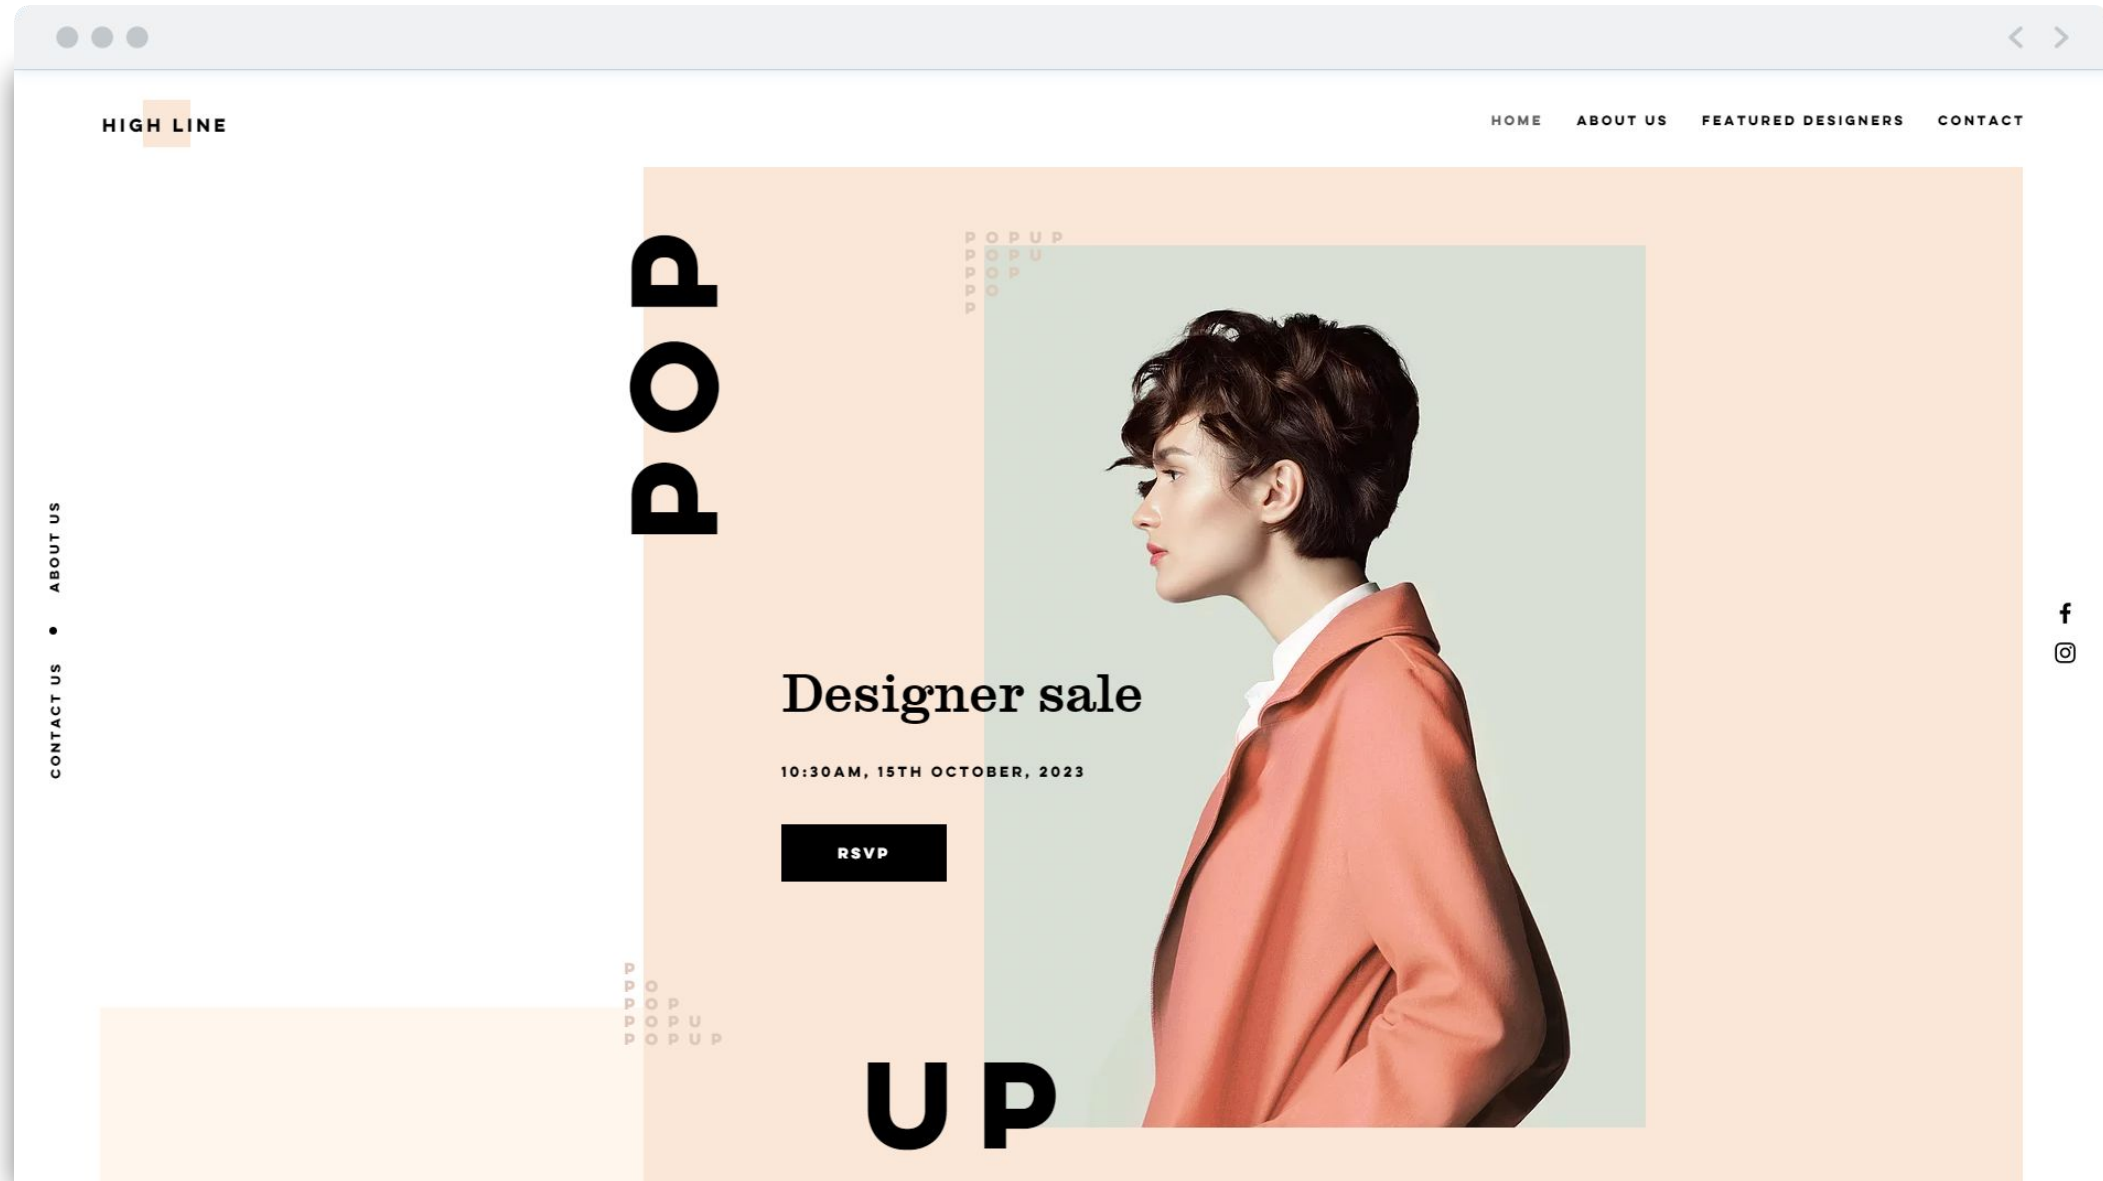 HIGH LINE
HOME
ABOUT US
FEATURED DESIGNERS
CONTACT
POP
POPUP
POPU
POP
PO
P
ABOUT US
CONTACT US
Designer sale
10:30AM, 15TH OCTOBER, 2023
RSVP
P
PO
POP
POPU
POPUP
UP